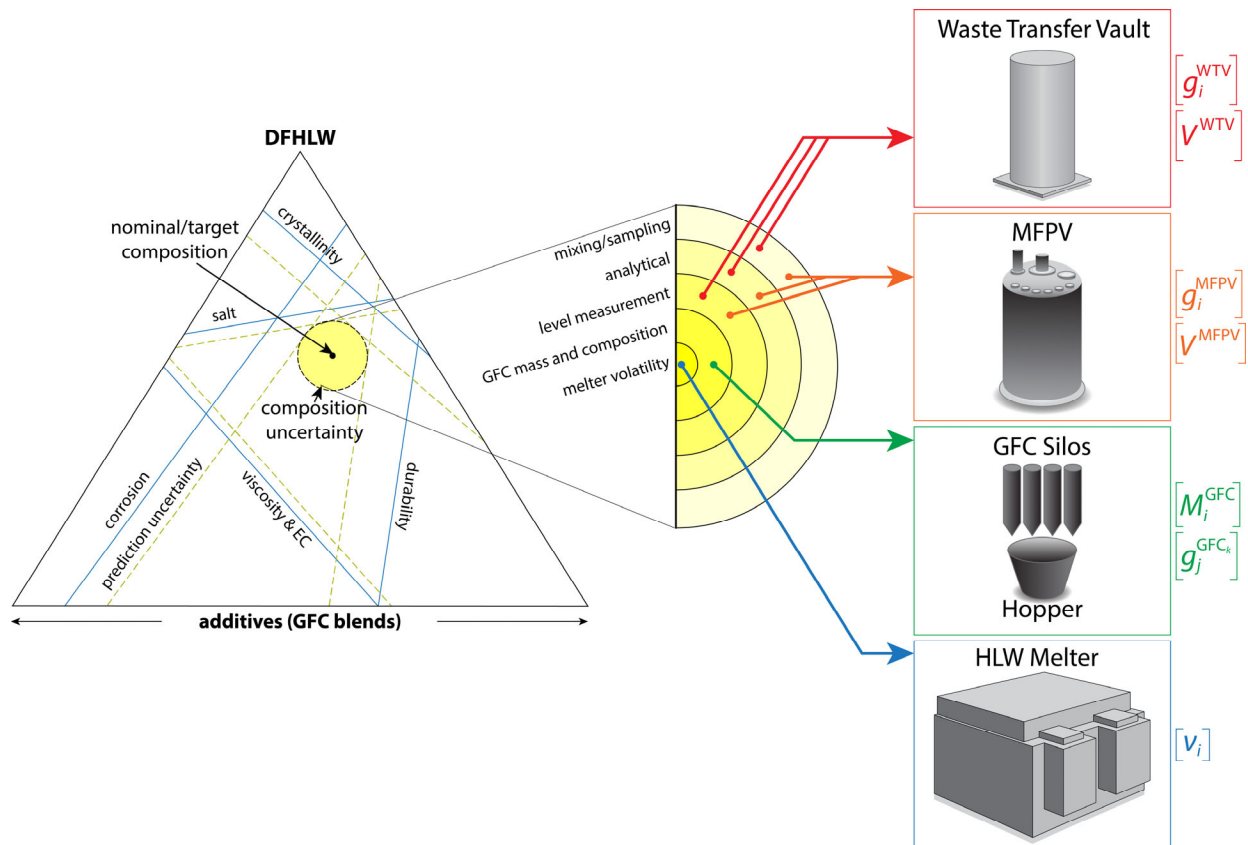 DFHLW
nominal/target
composition
crystallinity
salt
composition
uncertainty
corrosion
prediction uncertainty
viscosity & EC
durability
additives (GFC blends)
mixing/sampling
analytical
level measurement
GFC mass and composition
melter volatility
Waste Transfer Vault
[g_i^WTV]
[V^WTV]
MFPV
[g_i^MFPV]
[V^MFPV]
GFC Silos
Hopper
[M_i^GFC]
[g_j^GFC_k]
HLW Melter
[v_i]